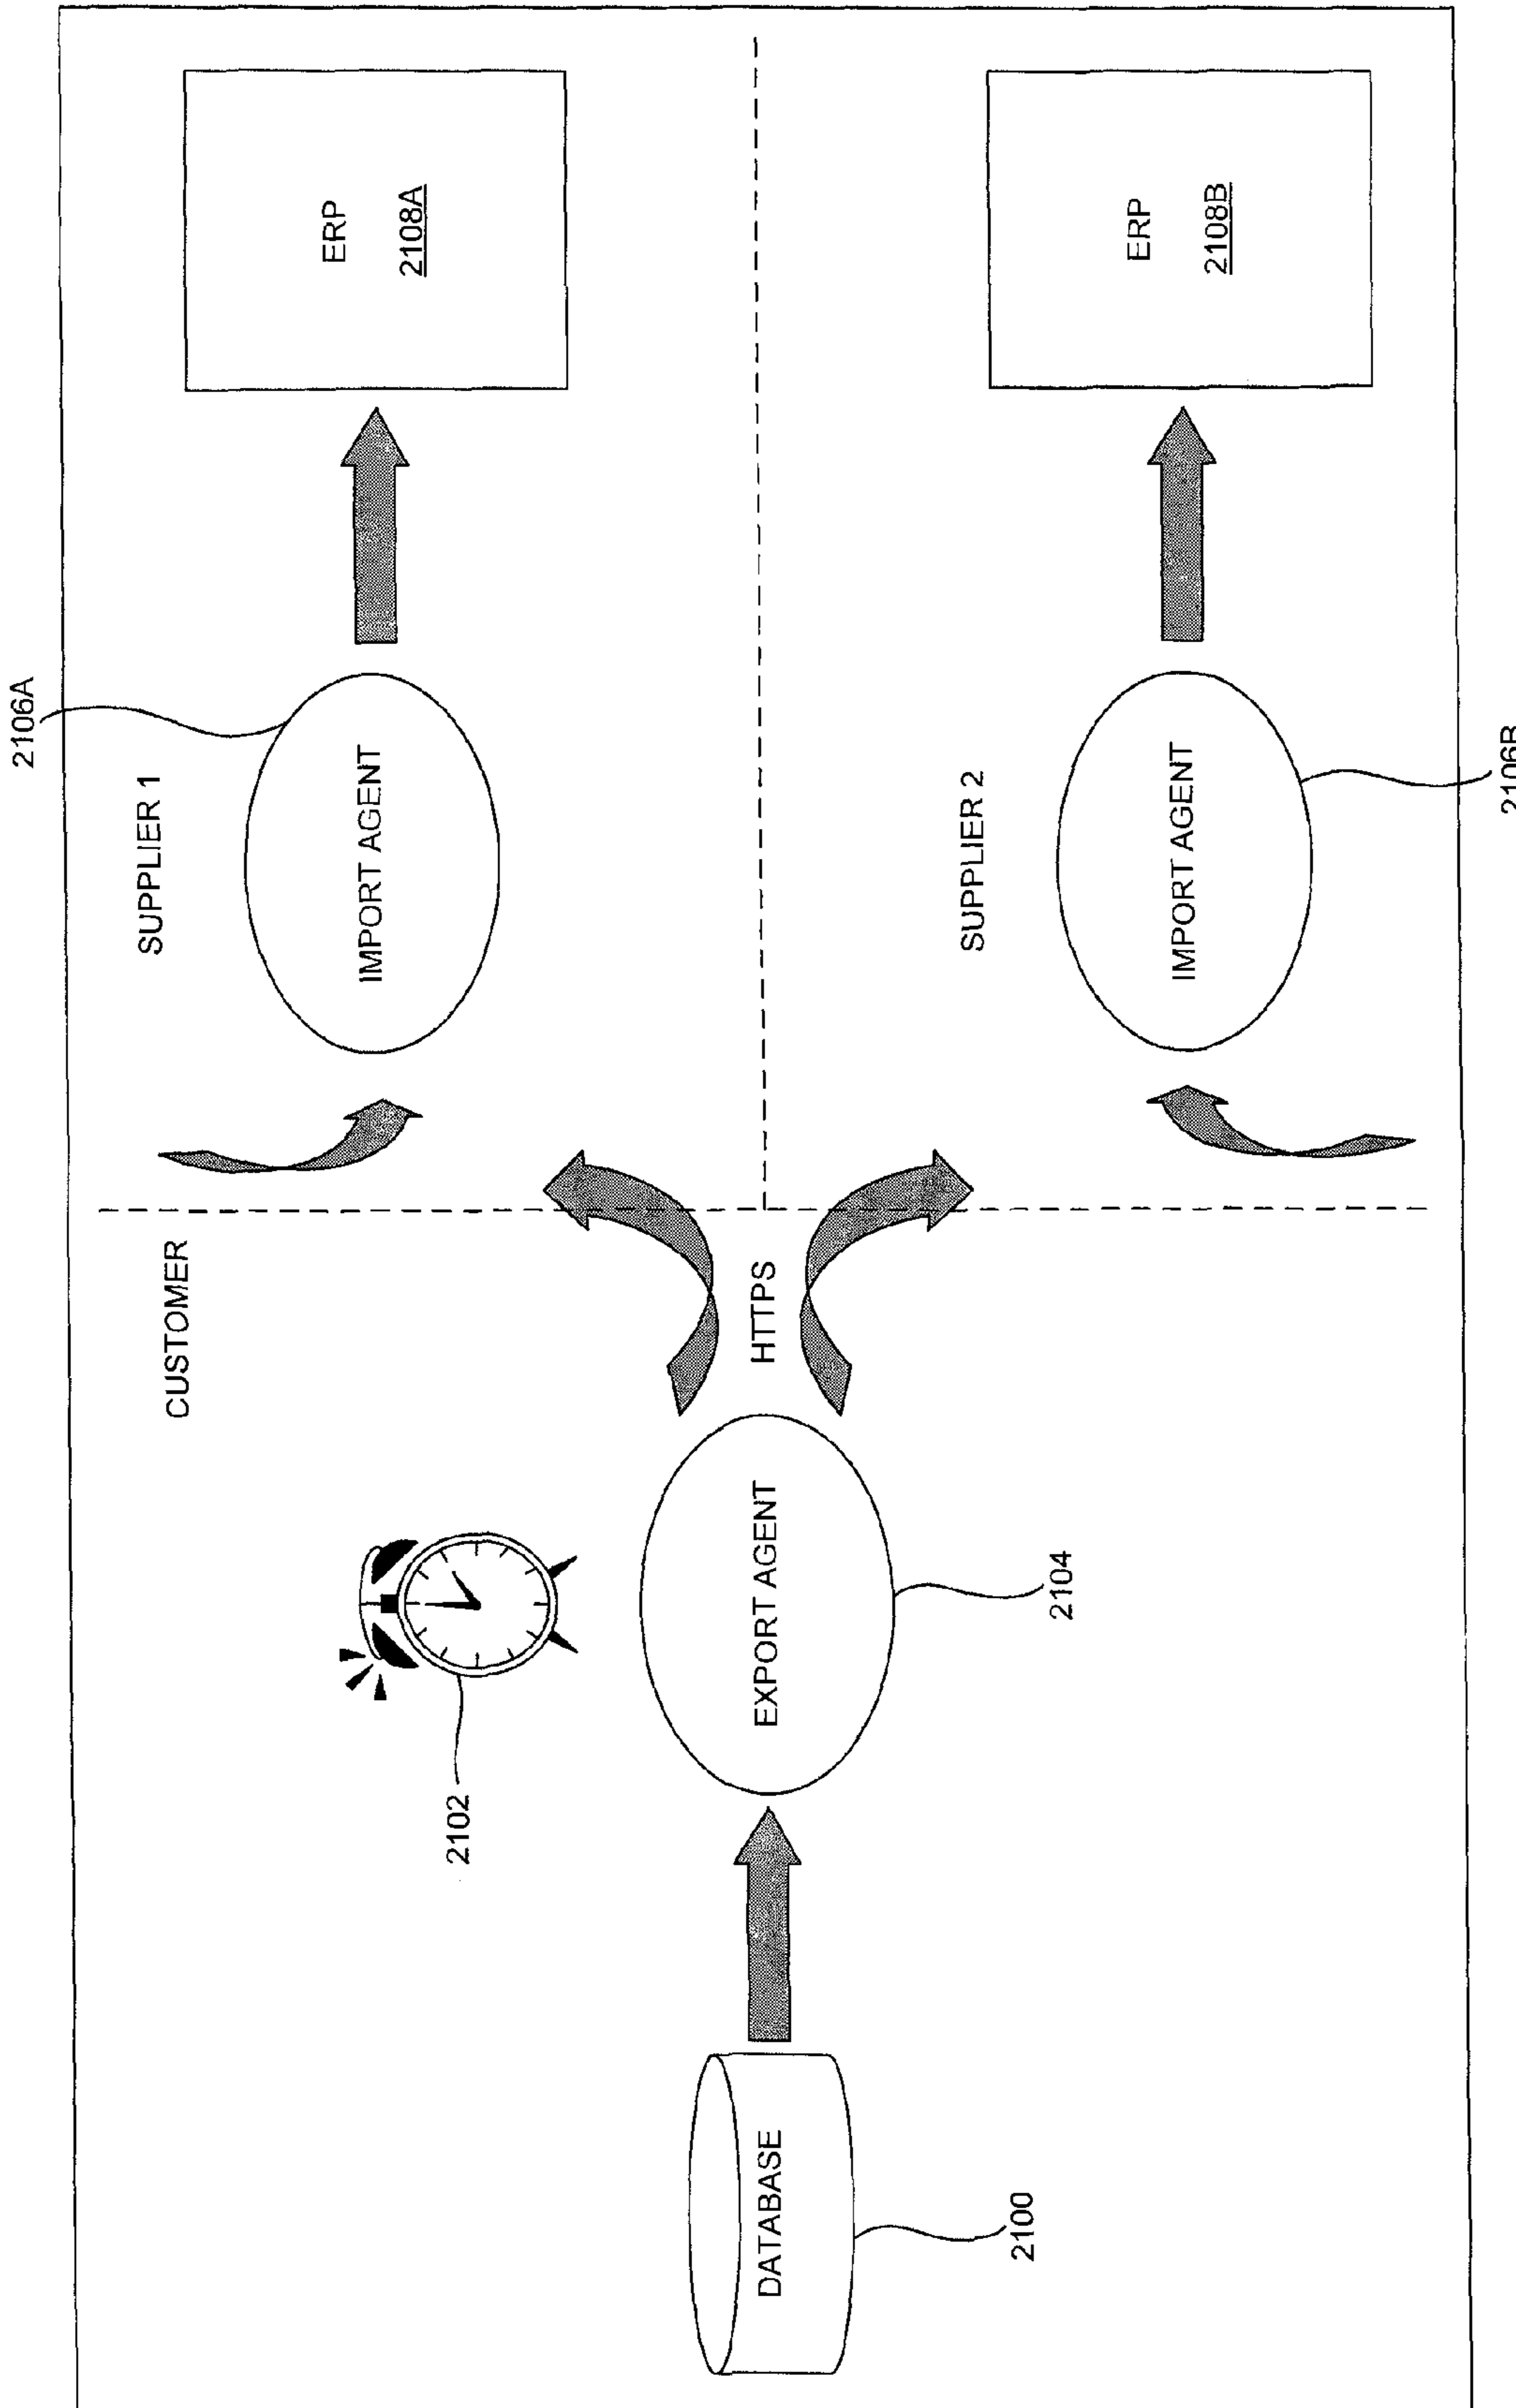 2106A
CUSTOMER
SUPPLIER 1
IMPORT AGENT
ERP
2108A
2102
DATABASE
EXPORT AGENT
HTTPS
2100
2104
SUPPLIER 2
IMPORT AGENT
ERP
2108B
2106B